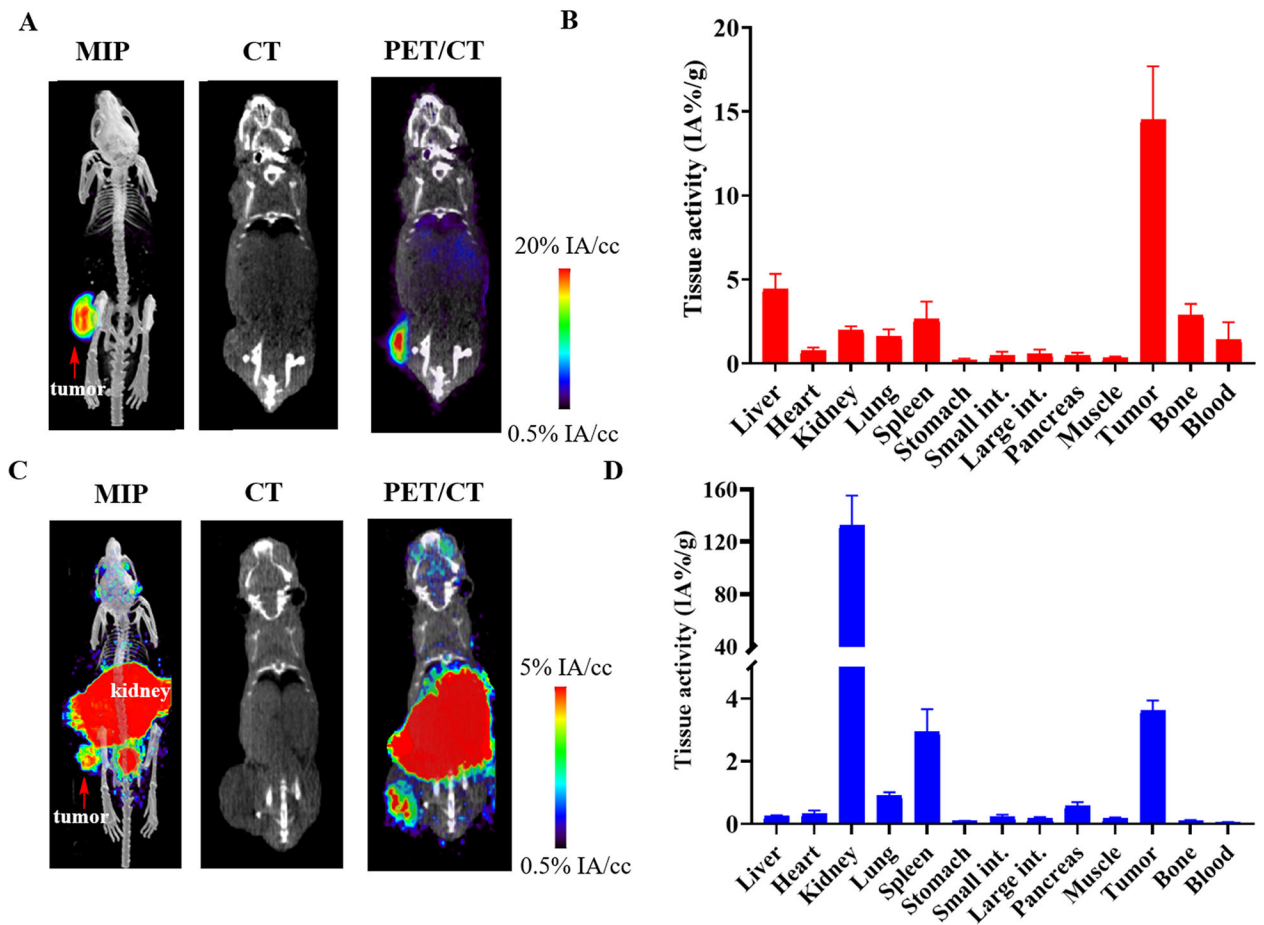 A
MIP
CT
PET/CT
tumor
20% IA/cc
0.5% IA/cc
B
Tissue activity (IA%/g)
20
15
10
5
0
Liver
Heart
Kidney
Lung
Spleen
Stomach
Small int.
Large int.
Pancreas
Muscle
Tumor
Bone
Blood
C
MIP
CT
PET/CT
kidney
tumor
5% IA/cc
0.5% IA/cc
D
Tissue activity (IA%/g)
160
120
80
40
4
2
0
Liver
Heart
Kidney
Lung
Spleen
Stomach
Small int.
Large int.
Pancreas
Muscle
Tumor
Bone
Blood